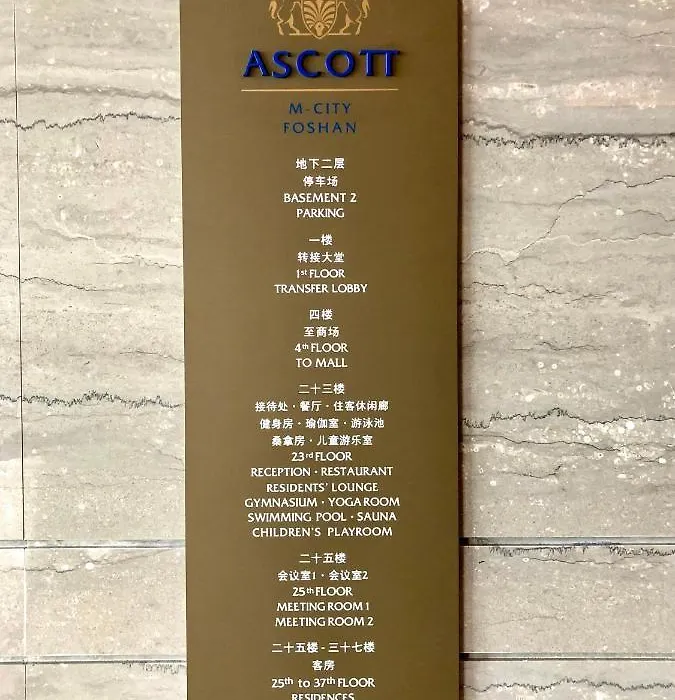 ASCOTT
M-CITY
FOSHAN
地下二层
停车场
BASEMENT 2
PARKING
一楼
转接大堂
1st FLOOR
TRANSFER LOBBY
四楼
至商场
4th FLOOR
TO MALL
二十三楼
接待处·餐厅·住客休闲廊
健身房·瑜伽室·游泳池
桑拿房·儿童游乐室
23rd FLOOR
RECEPTION · RESTAURANT
RESIDENTS' LOUNGE
GYMNASIUM · YOGA ROOM
SWIMMING POOL · SAUNA
CHILDREN'S PLAYROOM
二十五楼
会议室1·会议室2
25th FLOOR
MEETING ROOM 1
MEETING ROOM 2
二十五楼-三十七楼
客房
25th to 37th FLOOR
RESIDENCES